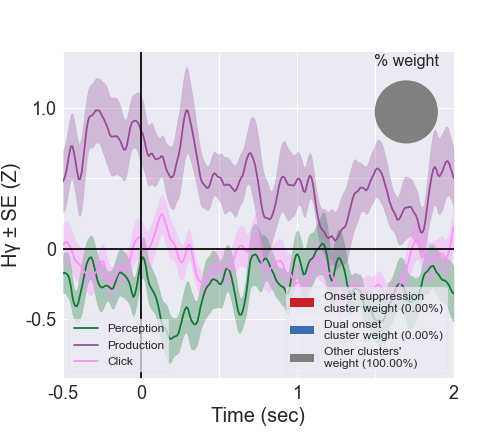 % weight
Hγ ± SE (Z)
1.0
0
-0.5
Perception
Production
Click
Onset suppression
cluster weight (0.00%)
Dual onset
cluster weight (0.00%)
Other clusters'
weight (100.00%)
-0.5 0 1 2
Time (sec)